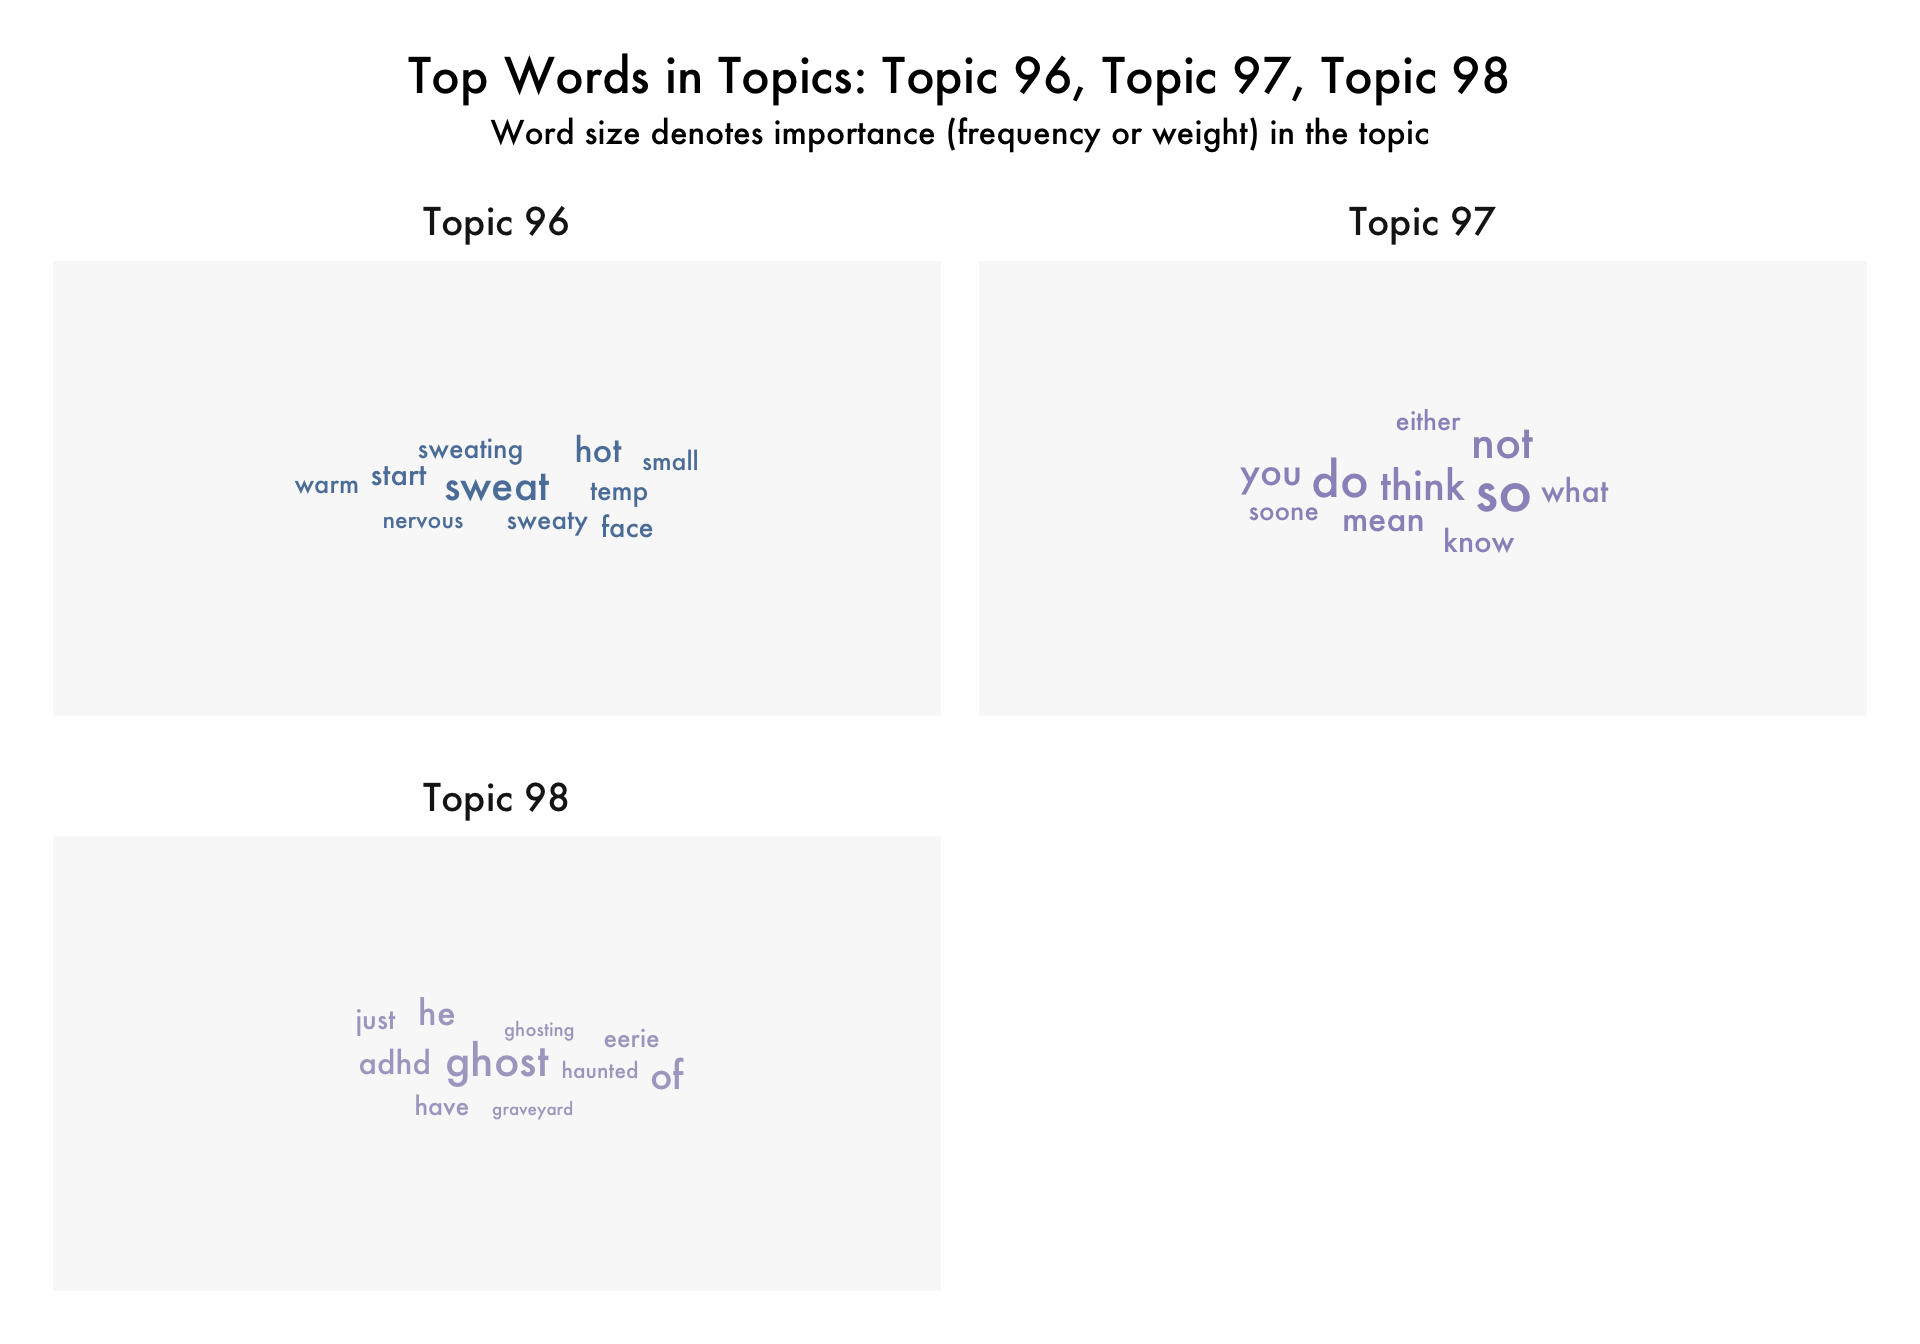 Top Words in Topics: Topic 96, Topic 97, Topic 98
Word size denotes importance (frequency or weight) in the topic
Topic 96
sweating hot small
warm start sweat temp
nervous sweaty face
Topic 97
either not
you do think so what
soone mean know
Topic 98
just he ghosting eerie
adhd ghost haunted of
have graveyard